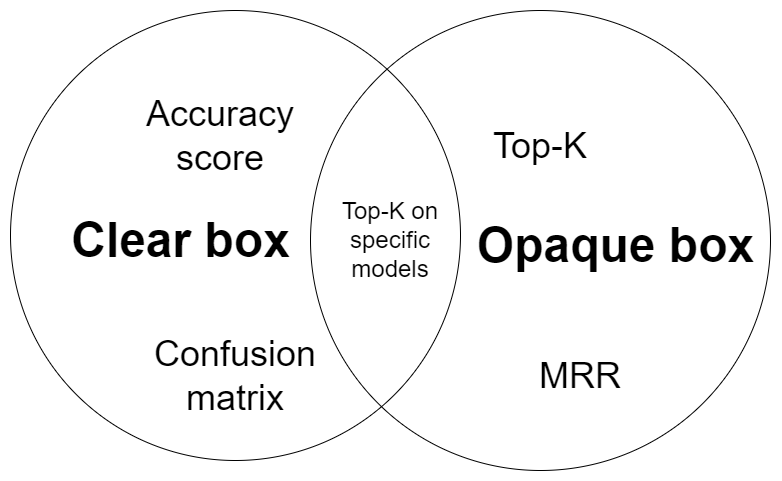 Accuracy
score
Clear box
Confusion
matrix
Top-K on
specific
models
Top-K
Opaque box
MRR